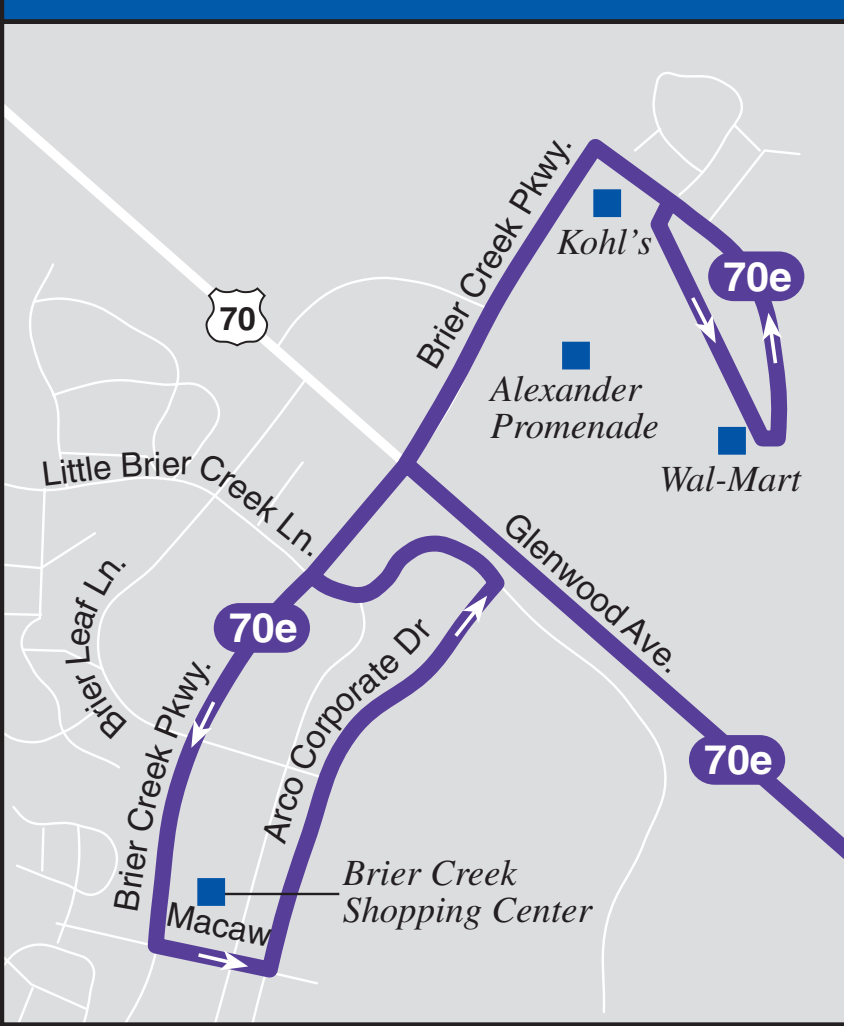 Brier Creek Pkwy.
Kohl's
70e
70
Alexander
Promenade
Wal-Mart
Little Brier Creek Ln.
Glenwood Ave.
Brier Leaf Ln.
70e
Arco Corporate Dr
Brier Creek Pkwy.
70e
Brier Creek
Shopping Center
Macaw